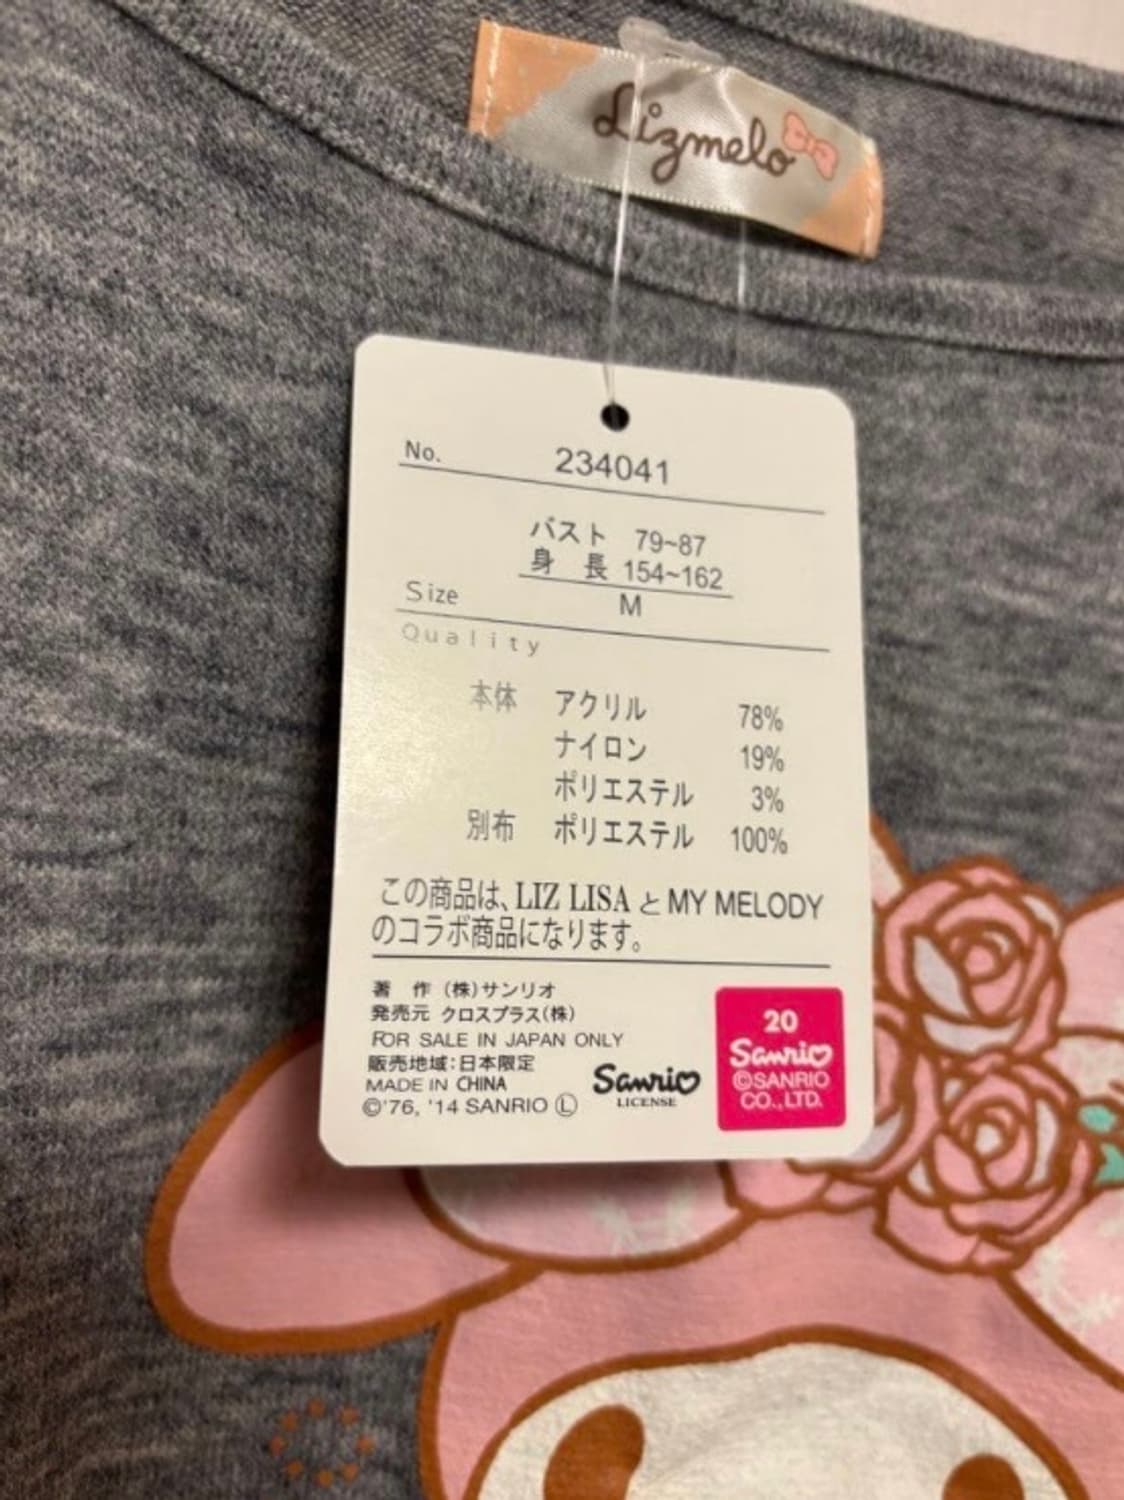 Lizmelo
No. 234041
バスト 79~87
身 長 154~162
Size M
Quality
本体 アクリル 78%
ナイロン 19%
ポリエステル 3%
別布 ポリエステル 100%
この商品は、LIZ LISA と MY MELODY
のコラボ商品になります。
著 作 (株)サンリオ
発売元 クロスプラス(株)
FOR SALE IN JAPAN ONLY
販売地域:日本限定
MADE IN CHINA
©'76, '14 SANRIO Ⓛ
Sanrio
LICENSE
20
Sanrio
©SANRIO
CO.,LTD.